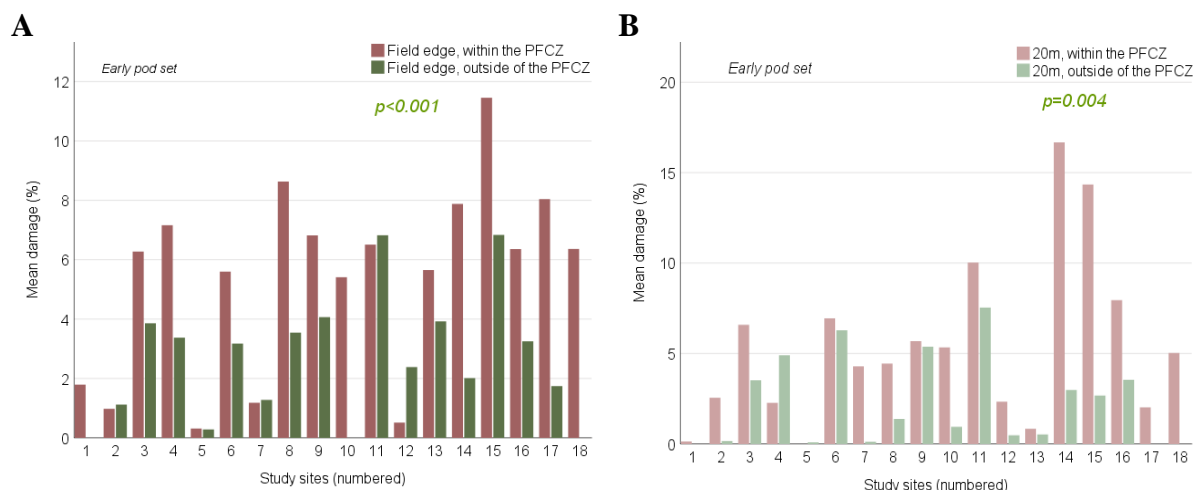 A
Early pod set
Field edge, within the PFCZ
Field edge, outside of the PFCZ
p<0.001
Mean damage (%)
12
10
8
6
4
2
0
1 2 3 4 5 6 7 8 9 10 11 12 13 14 15 16 17 18
Study sites (numbered)
B
Early pod set
20m, within the PFCZ
20m, outside of the PFCZ
p=0.004
Mean damage (%)
20
15
10
5
0
1 2 3 4 5 6 7 8 9 10 11 12 13 14 15 16 17 18
Study sites (numbered)